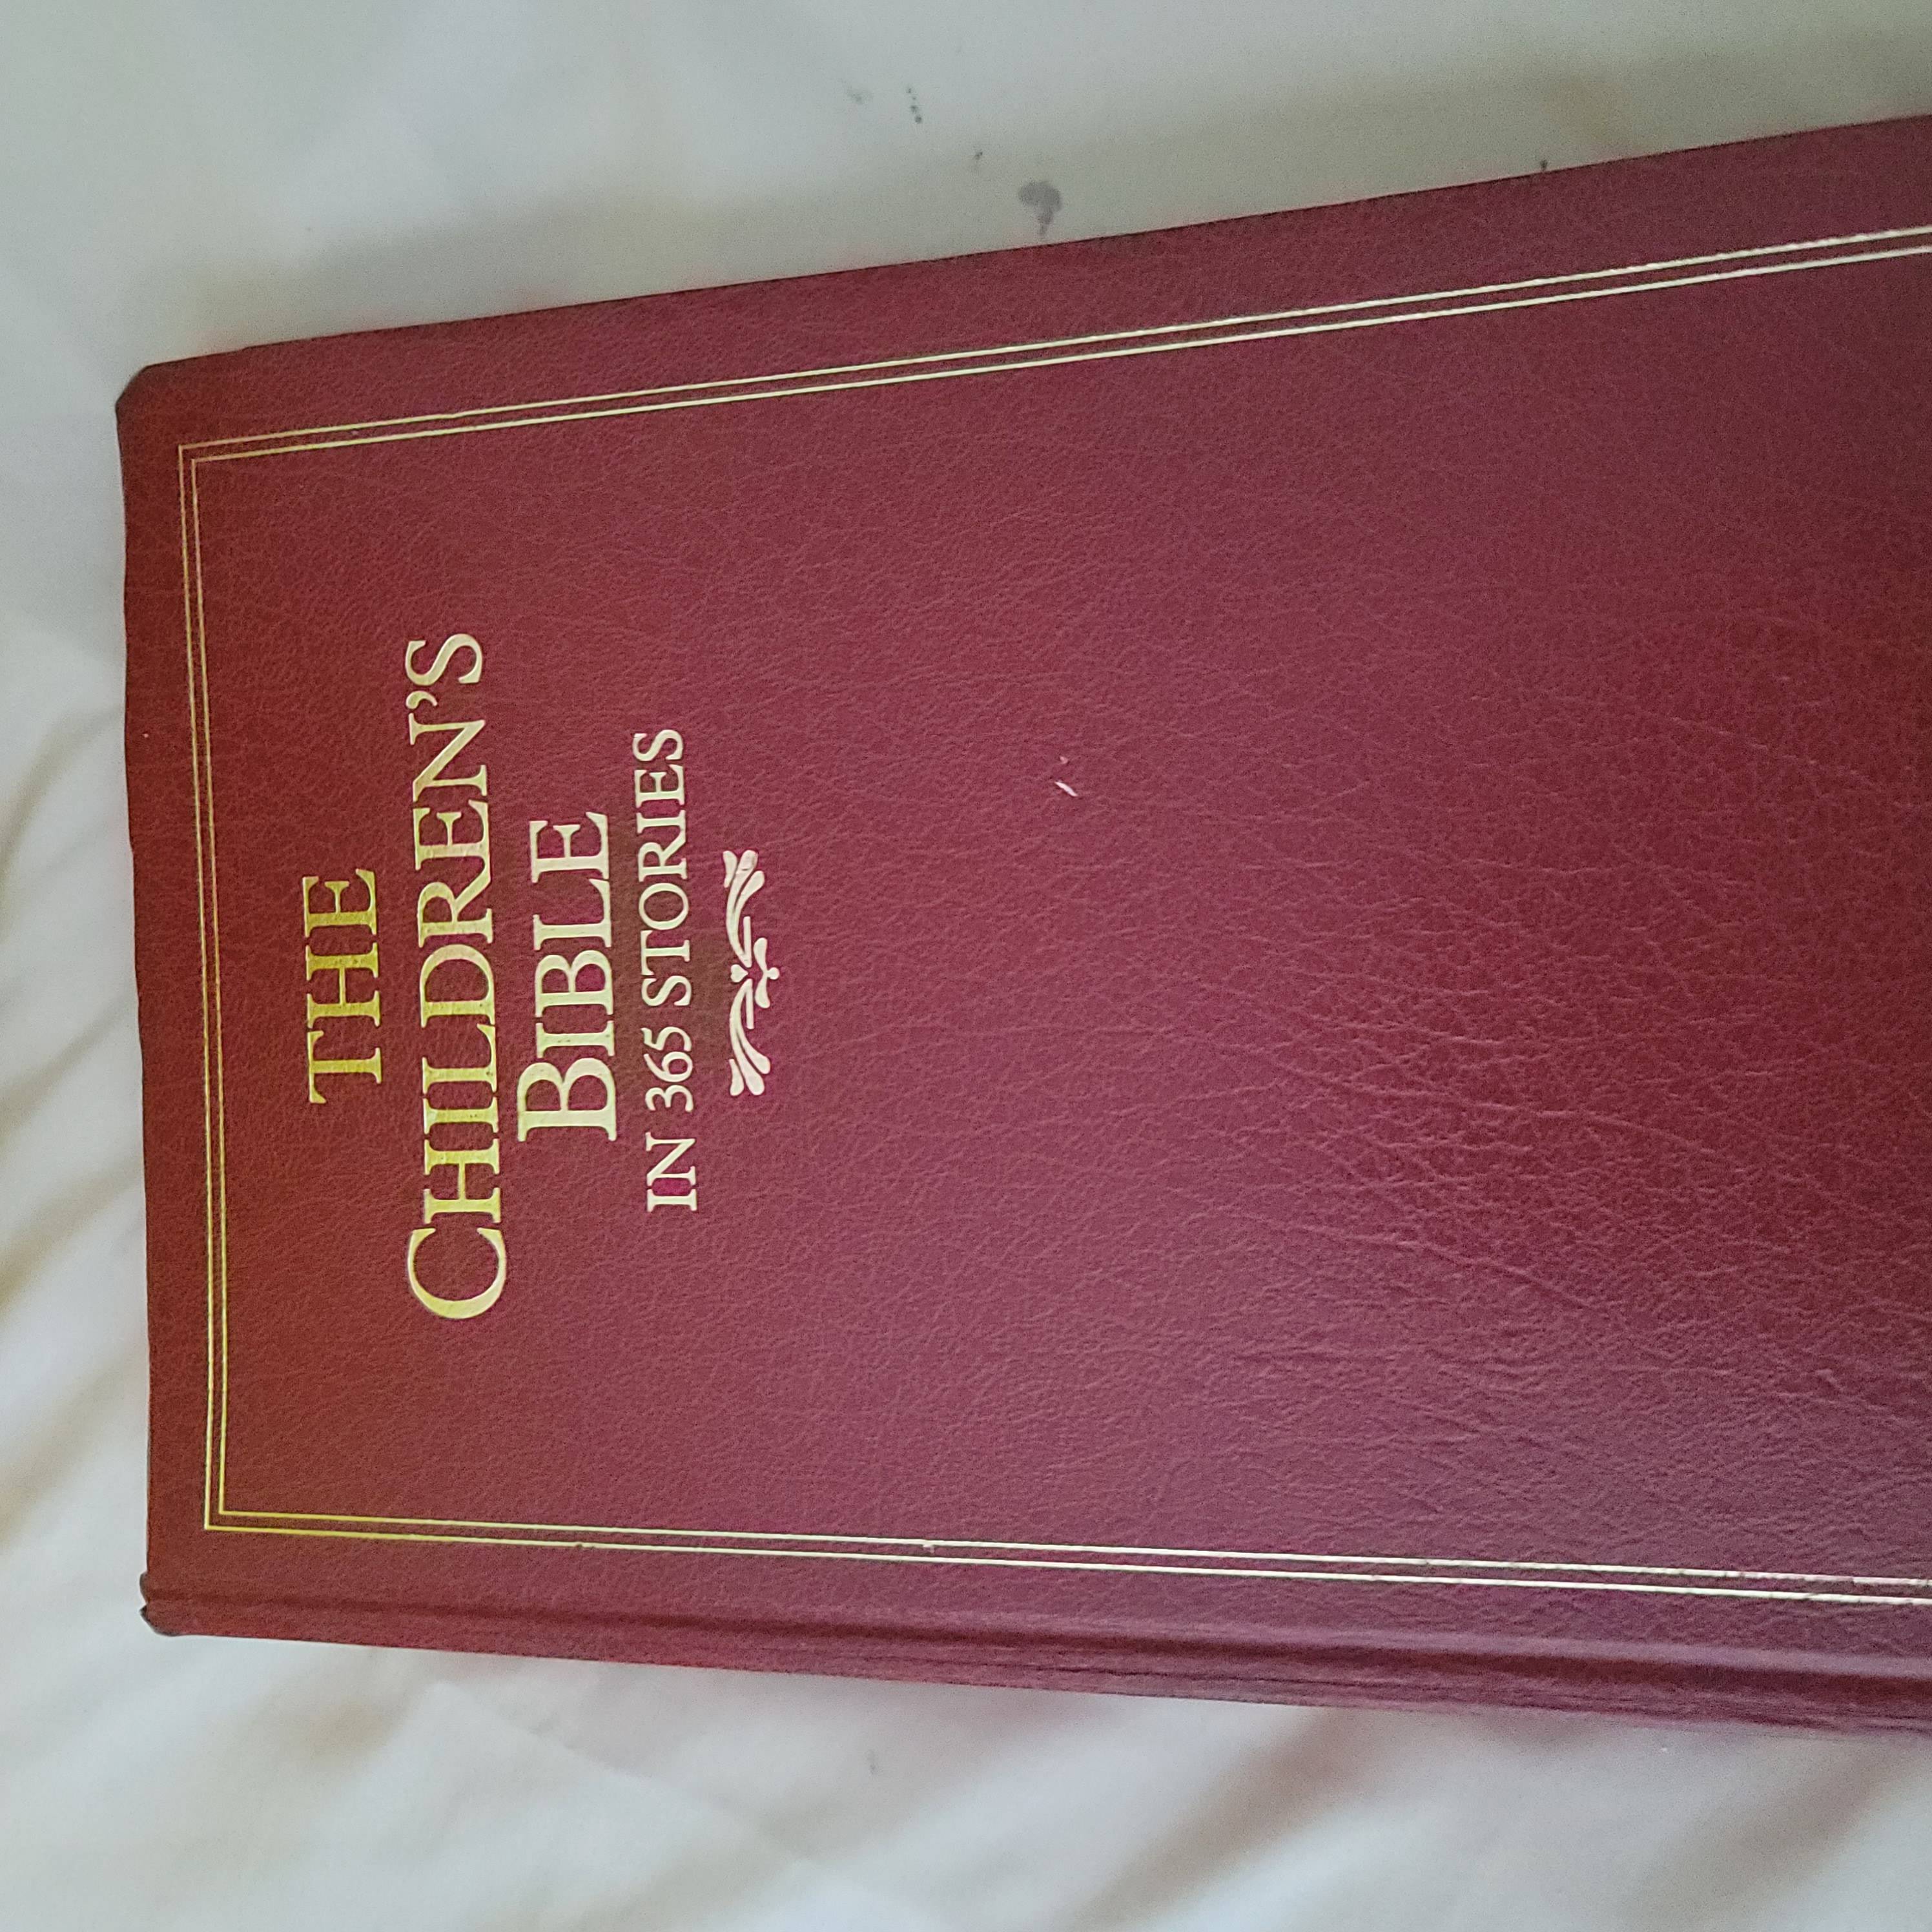 THE
CHILDREN'S
BIBLE
IN 365 STORIES